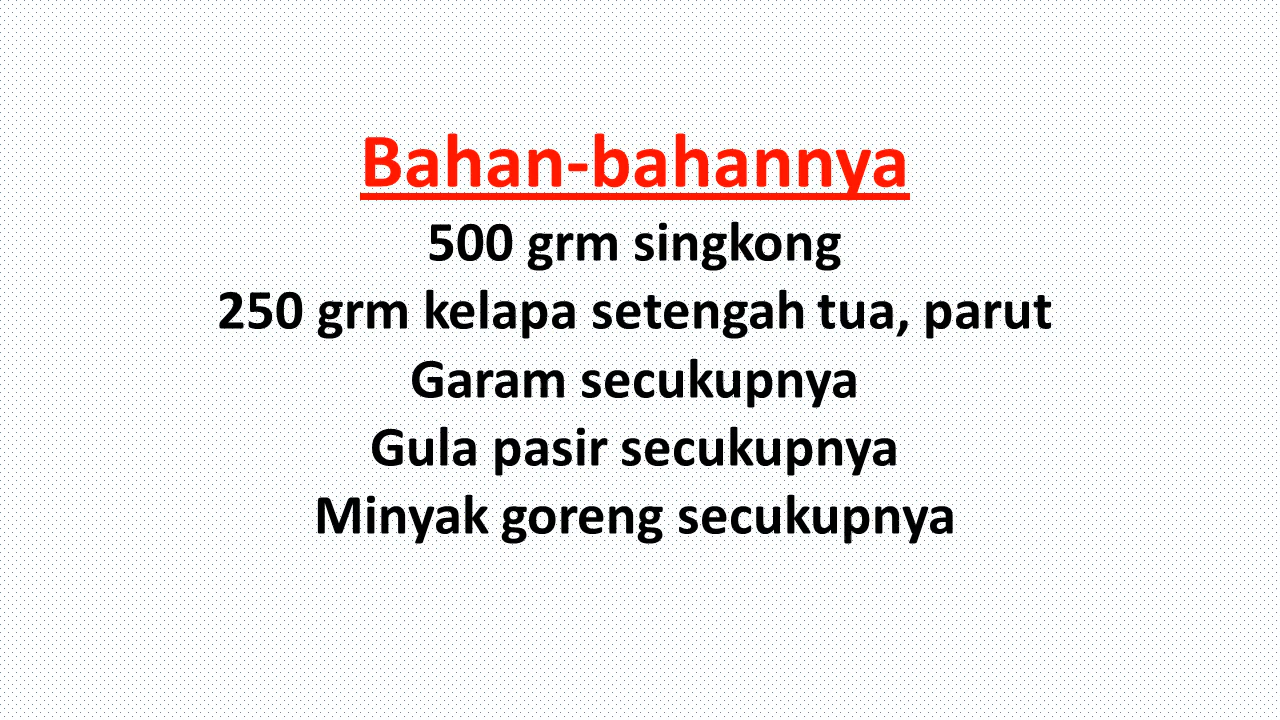 Bahan-bahannya
500 grm singkong
250 grm kelapa setengah tua, parut
Garam secukupnya
Gula pasir secukupnya
Minyak goreng secukupnya